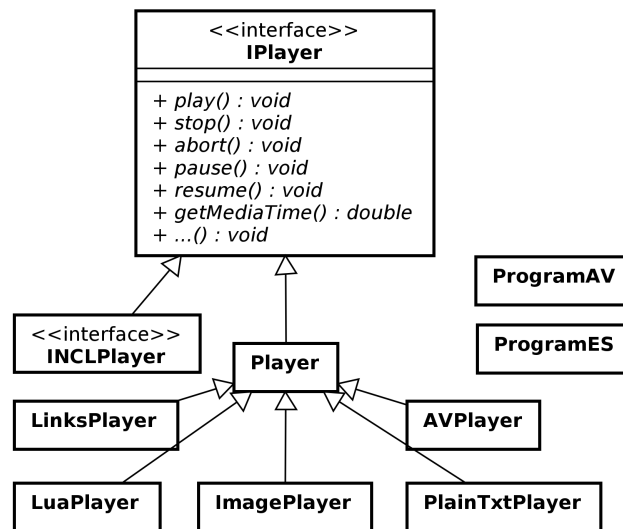 <<interface>>
IPlayer
+ play() : void
+ stop() : void
+ abort() : void
+ pause() : void
+ resume() : void
+ getMediaTime() : double
+ ...() : void
ProgramAV
<<interface>>
INCLPlayer
ProgramES
Player
LinksPlayer
AVPlayer
LuaPlayer
ImagePlayer
PlainTxtPlayer